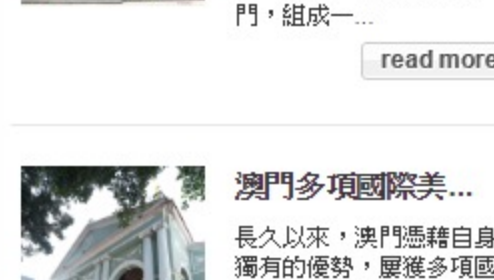 門，組成一...
read more
澳門多項國際美...
長久以來，澳門憑藉自身
獨有的優勢，屢獲多項國